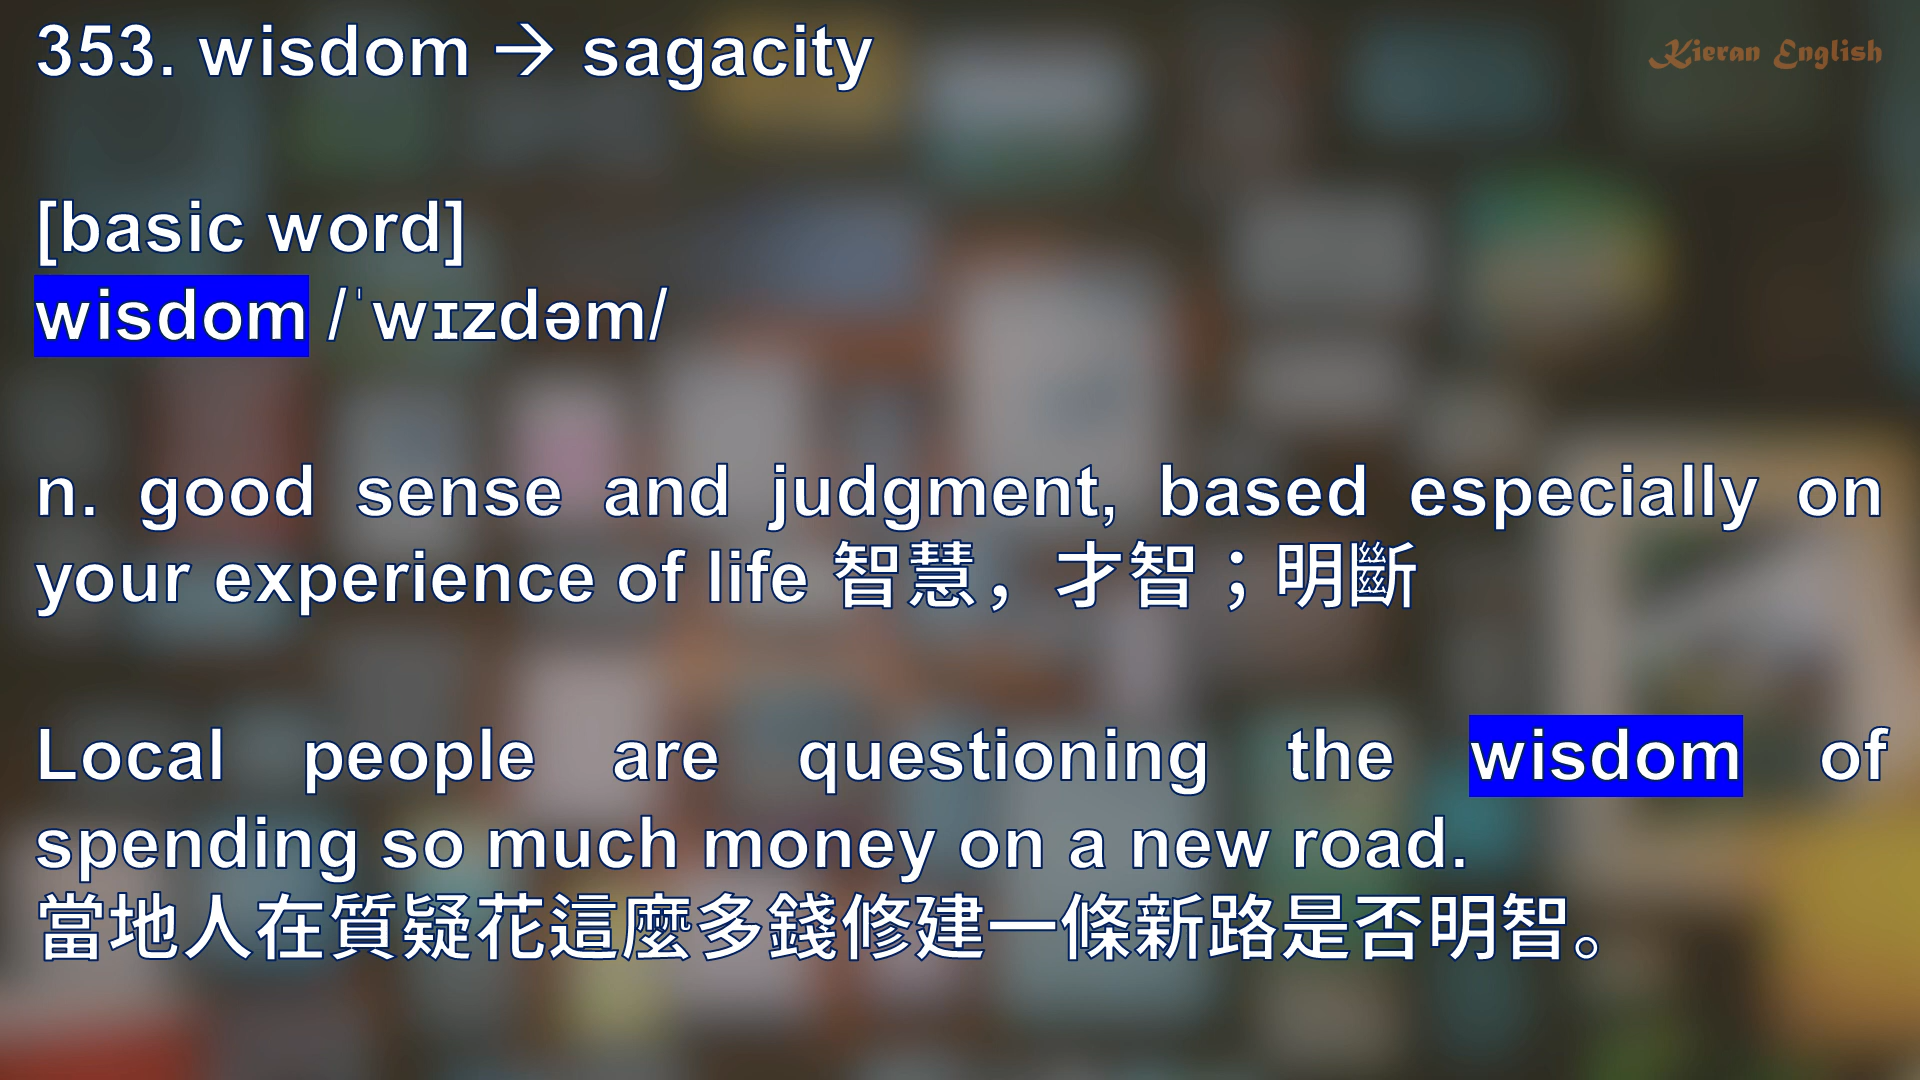 353. wisdom → sagacity
Kieran English
[basic word]
wisdom /ˈwɪzdəm/
n. good sense and judgment, based especially on
your experience of life 智慧，才智；明斷
Local people are questioning the wisdom of
spending so much money on a new road.
當地人在質疑花這麼多錢修建一條新路是否明智。